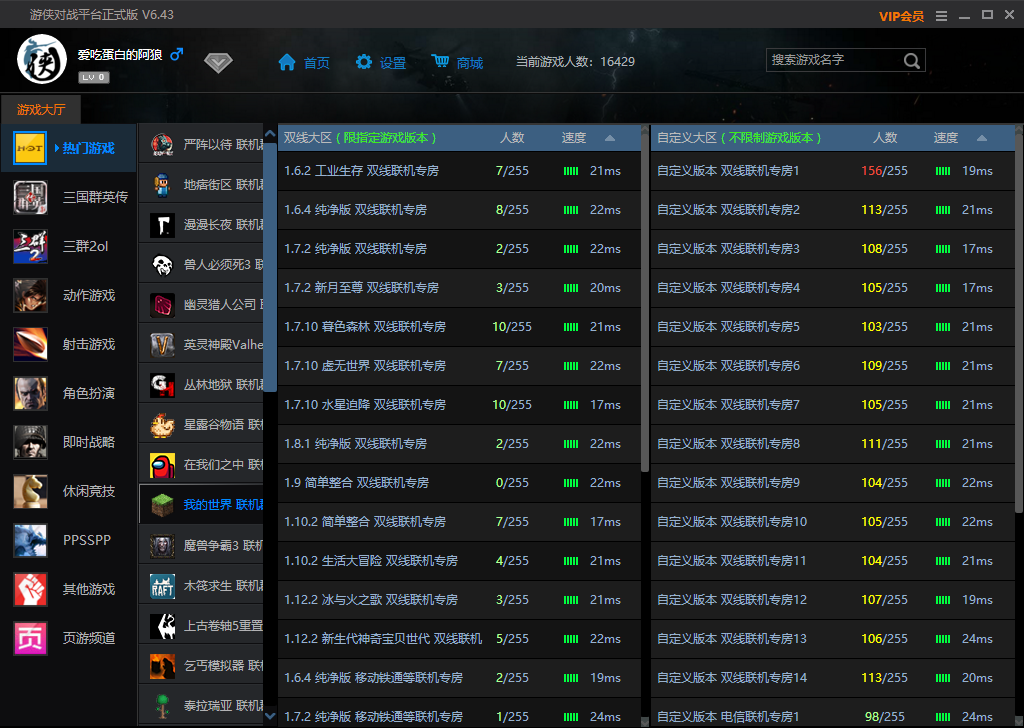 游侠对战平台正式版 V6.43
VIP会员
侠
爱吃蛋白的阿狼
LV 0
首页
设置
商城
当前游戏人数：16429
搜索游戏名字
游戏大厅
HOT
热门游戏
三国群英传
三群2ol
动作游戏
射击游戏
角色扮演
即时战略
休闲竞技
PPSSPP
其他游戏
页
页游频道
严阵以待 联机
地痞街区 联机
漫漫长夜 联机
兽人必须死3 联
幽灵猎人公司
英灵神殿Valhe
丛林地狱 联机
星露谷物语 联
在我们之中 联
我的世界 联机
魔兽争霸3 联机
RAFT
木筏求生 联机
上古卷轴5重置
乞丐模拟器 联
泰拉瑞亚 联机
双线大区（限指定游戏版本） 人数 速度
1.6.2 工业生存 双线联机专房 7/255 21ms
1.6.4 纯净版 双线联机专房 8/255 22ms
1.7.2 纯净版 双线联机专房 2/255 22ms
1.7.2 新月至尊 双线联机专房 3/255 20ms
1.7.10 暮色森林 双线联机专房 10/255 21ms
1.7.10 虚无世界 双线联机专房 7/255 22ms
1.7.10 水星迫降 双线联机专房 10/255 17ms
1.8.1 纯净版 双线联机专房 2/255 22ms
1.9 简单整合 双线联机专房 0/255 22ms
1.10.2 简单整合 双线联机专房 7/255 17ms
1.10.2 生活大冒险 双线联机专房 4/255 21ms
1.12.2 冰与火之歌 双线联机专房 3/255 21ms
1.12.2 新生代神奇宝贝世代 双线联机 5/255 22ms
1.6.4 纯净版 移动铁通等联机专房 2/255 19ms
1.7.2 纯净版 移动铁通等联机专房 1/255 24ms
自定义大区（不限制游戏版本） 人数 速度
自定义版本 双线联机专房1 156/255 19ms
自定义版本 双线联机专房2 113/255 21ms
自定义版本 双线联机专房3 108/255 17ms
自定义版本 双线联机专房4 105/255 17ms
自定义版本 双线联机专房5 103/255 21ms
自定义版本 双线联机专房6 109/255 21ms
自定义版本 双线联机专房7 105/255 21ms
自定义版本 双线联机专房8 111/255 21ms
自定义版本 双线联机专房9 104/255 22ms
自定义版本 双线联机专房10 105/255 22ms
自定义版本 双线联机专房11 104/255 21ms
自定义版本 双线联机专房12 107/255 19ms
自定义版本 双线联机专房13 106/255 24ms
自定义版本 双线联机专房14 113/255 20ms
自定义版本 电信联机专房1 98/255 24ms